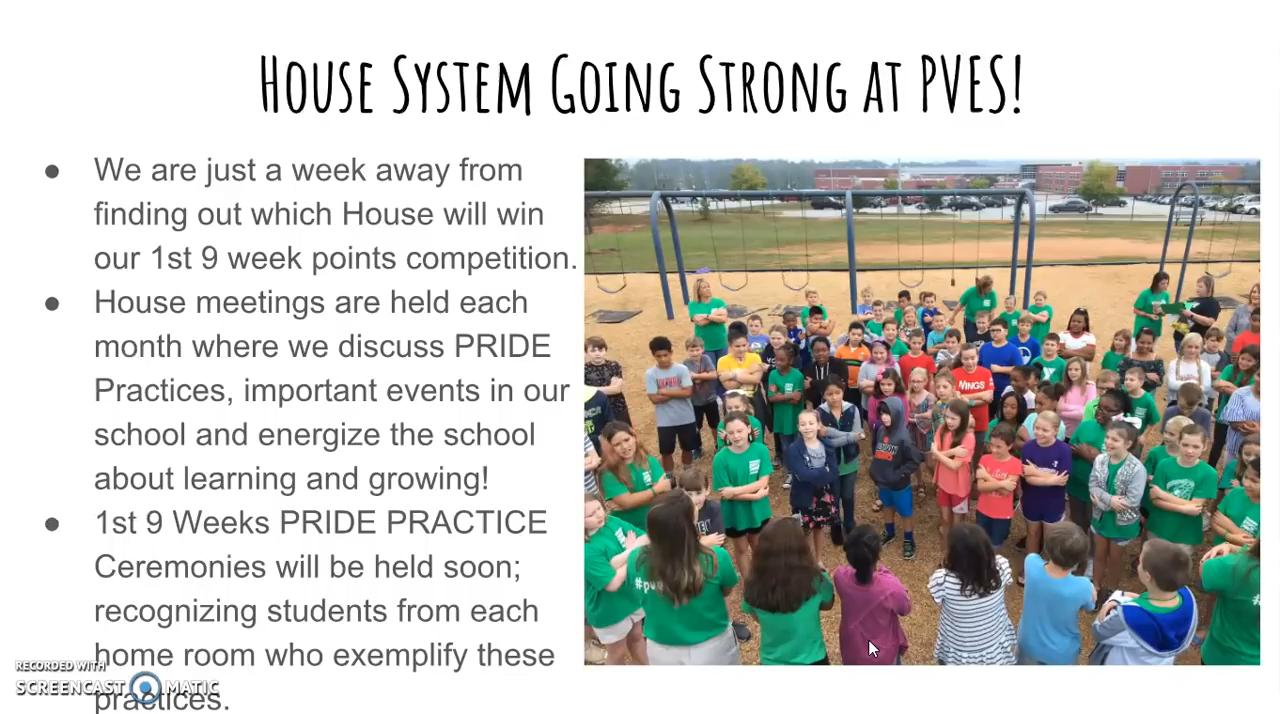 House System Going Strong at PVES!
● We are just a week away from
finding out which House will win
our 1st 9 week points competition.
● House meetings are held each
month where we discuss PRIDE
Practices, important events in our
school and energize the school
about learning and growing!
● 1st 9 Weeks PRIDE PRACTICE
Ceremonies will be held soon;
recognizing students from each
home room who exemplify these
practices.
WINGS
RECORDED WITH
SCREENCAST MATIC